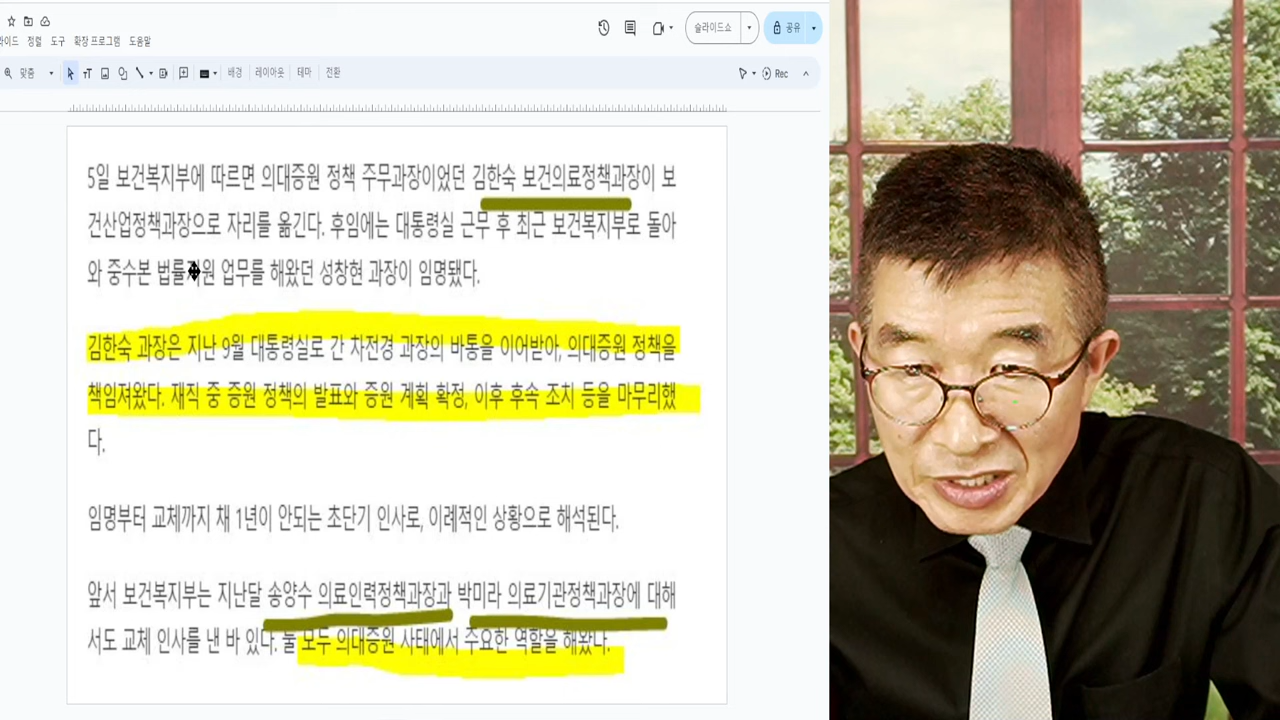 라이드 정렬 도구 확장 프로그램 도움말
슬라이드쇼
공유
맞춤
배경 레이아웃 테마 전환
Rec
5일 보건복지부에 따르면 의대증원 정책 주무과장이었던 김한숙 보건의료정책과장이 보
건산업정책과장으로 자리를 옮긴다. 후임에는 대통령실 근무 후 최근 보건복지부로 돌아
와 중수본 법률지원 업무를 해왔던 성창현 과장이 임명됐다.
김한숙 과장은 지난 9월 대통령실로 간 차전경 과장의 바통을 이어받아, 의대증원 정책을
책임져왔다. 재직 중 증원 정책의 발표와 증원 계획 확정, 이후 후속 조치 등을 마무리했
다.
임명부터 교체까지 채 1년이 안되는 초단기 인사로, 이례적인 상황으로 해석된다.
앞서 보건복지부는 지난달 송양수 의료인력정책과장과 박미라 의료기관정책과장에 대해
서도 교체 인사를 낸 바 있다. 둘 모두 의대증원 사태에서 주요한 역할을 해왔다.